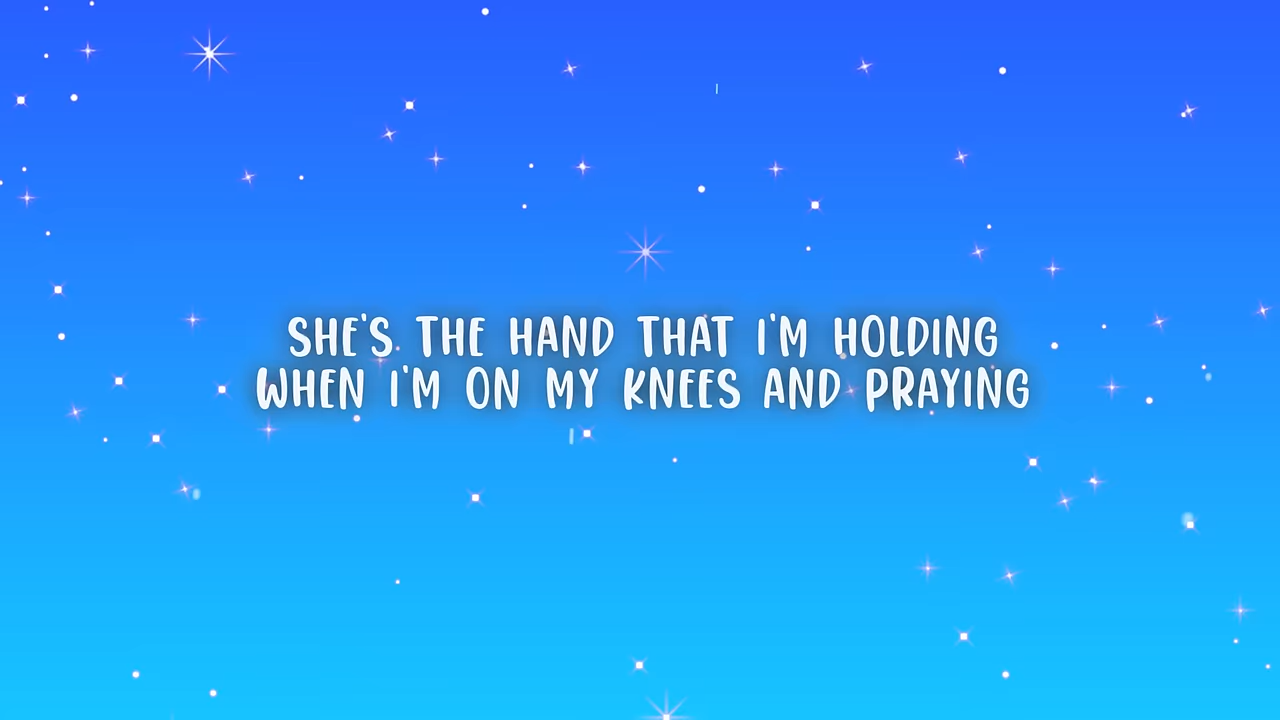 SHE'S THE HAND THAT I'M HOLDING
WHEN I'M ON MY KNEES AND PRAYING